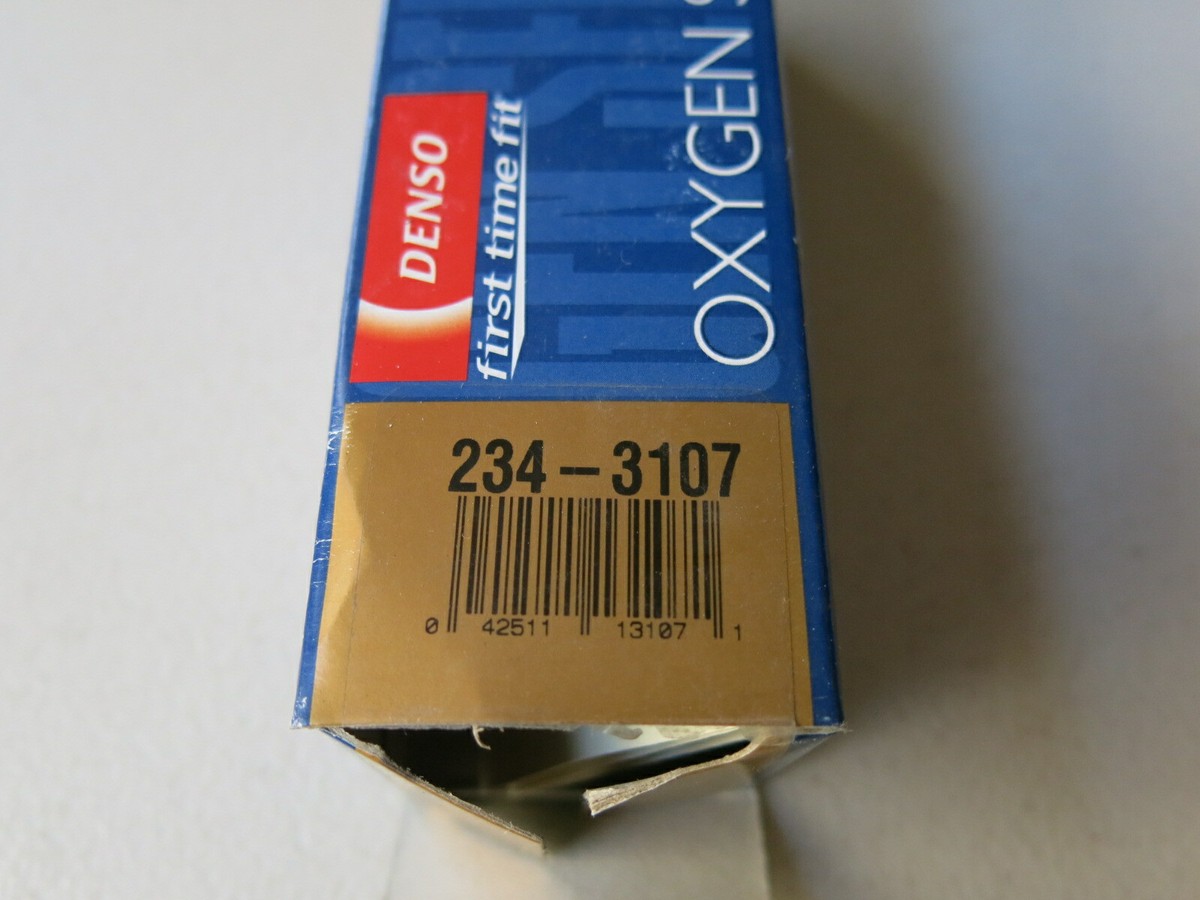 DENSO
first time fit
OXYGEN S
234-3107
0 42511 13107 1